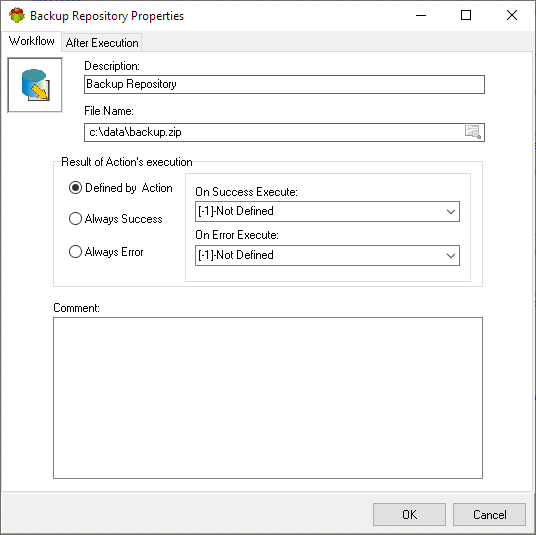 Backup Repository Properties
Workflow
After Execution
Description:
Backup Repository
File Name:
c:\data\backup.zip
Result of Action's execution
Defined by Action
Always Success
Always Error
On Success Execute:
[-1]-Not Defined
On Error Execute:
[-1]-Not Defined
Comment:
OK
Cancel